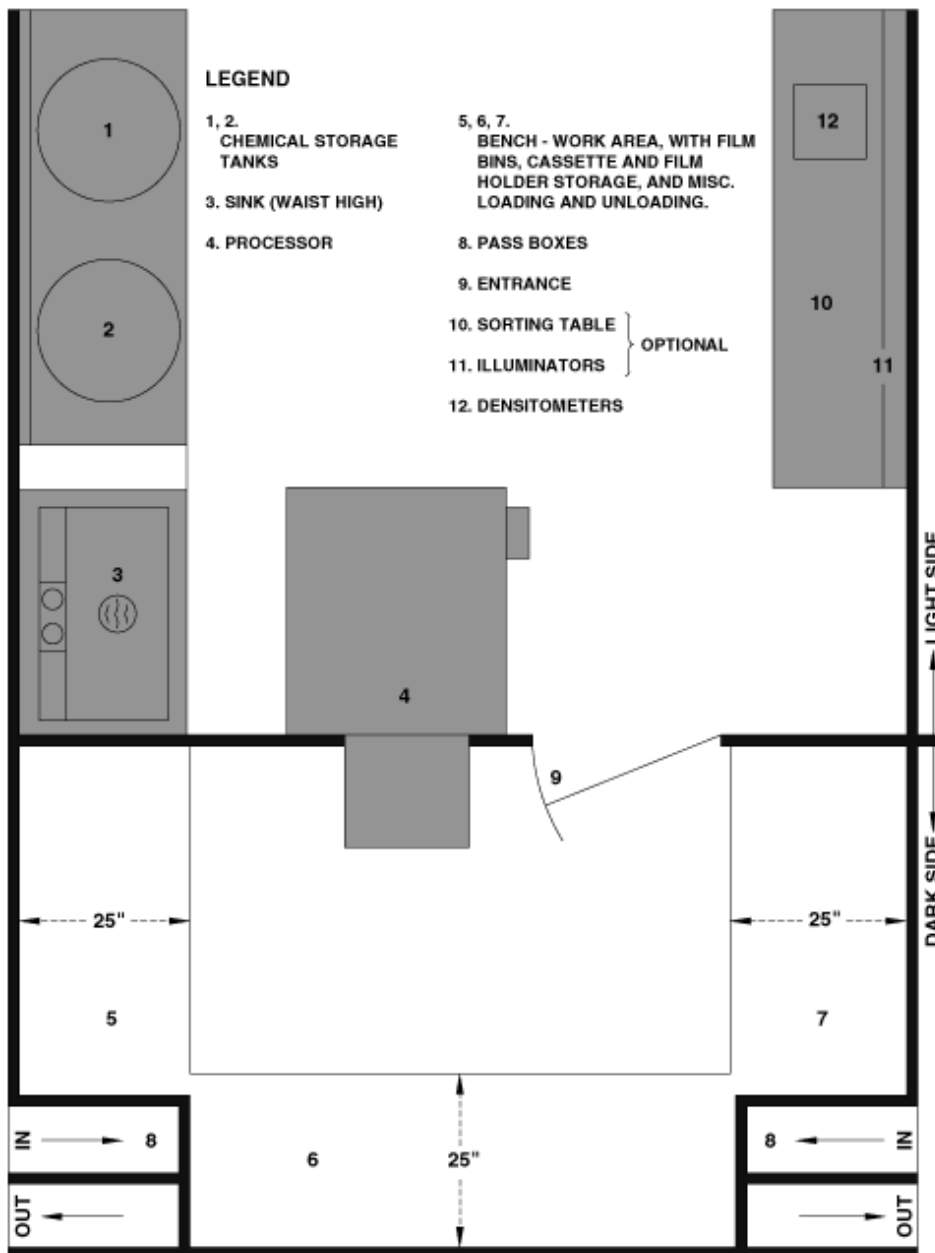 LEGEND
1, 2.
CHEMICAL STORAGE
TANKS
3. SINK (WAIST HIGH)
4. PROCESSOR
5, 6, 7.
BENCH - WORK AREA, WITH FILM
BINS, CASSETTE AND FILM
HOLDER STORAGE, AND MISC.
LOADING AND UNLOADING.
8. PASS BOXES
9. ENTRANCE
10. SORTING TABLE
11. ILLUMINATORS
OPTIONAL
12. DENSITOMETERS
1
12
2
10
11
3
4
LIGHT SIDE
9
DARK SIDE
25"
25"
5
7
IN
8
8
IN
6
25"
OUT
OUT